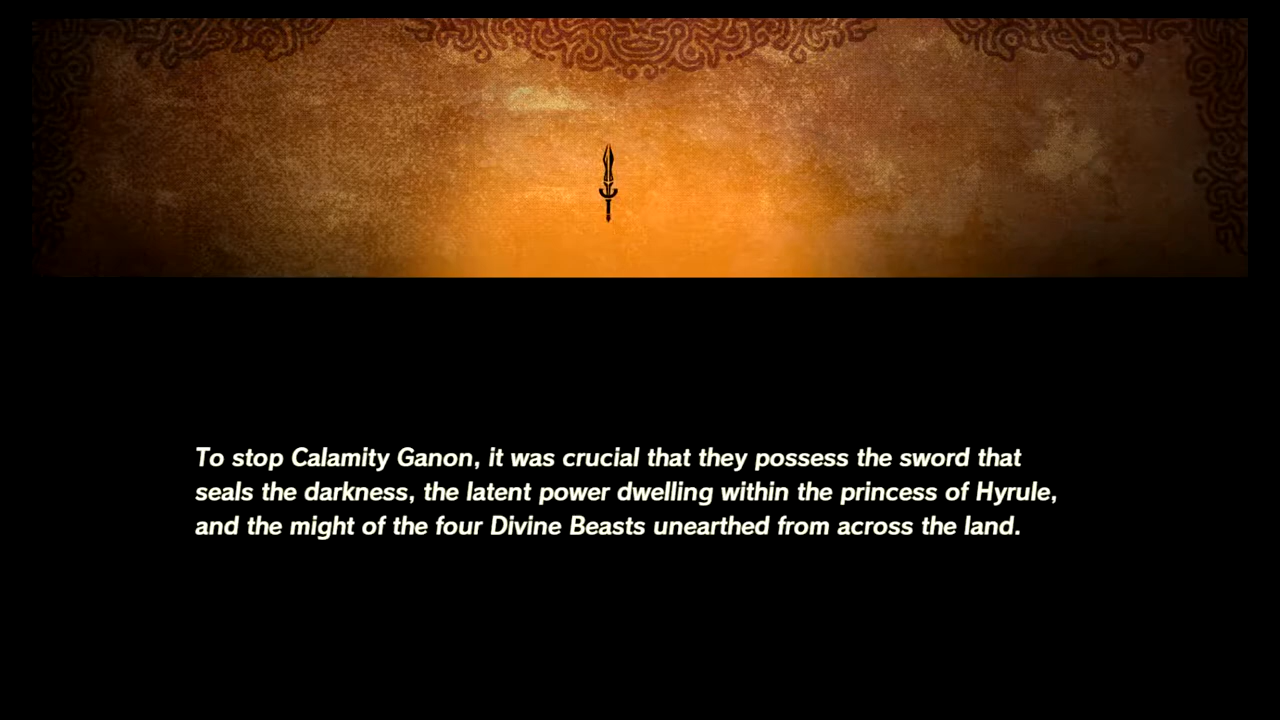 To stop Calamity Ganon, it was crucial that they possess the sword that
seals the darkness, the latent power dwelling within the princess of Hyrule,
and the might of the four Divine Beasts unearthed from across the land.